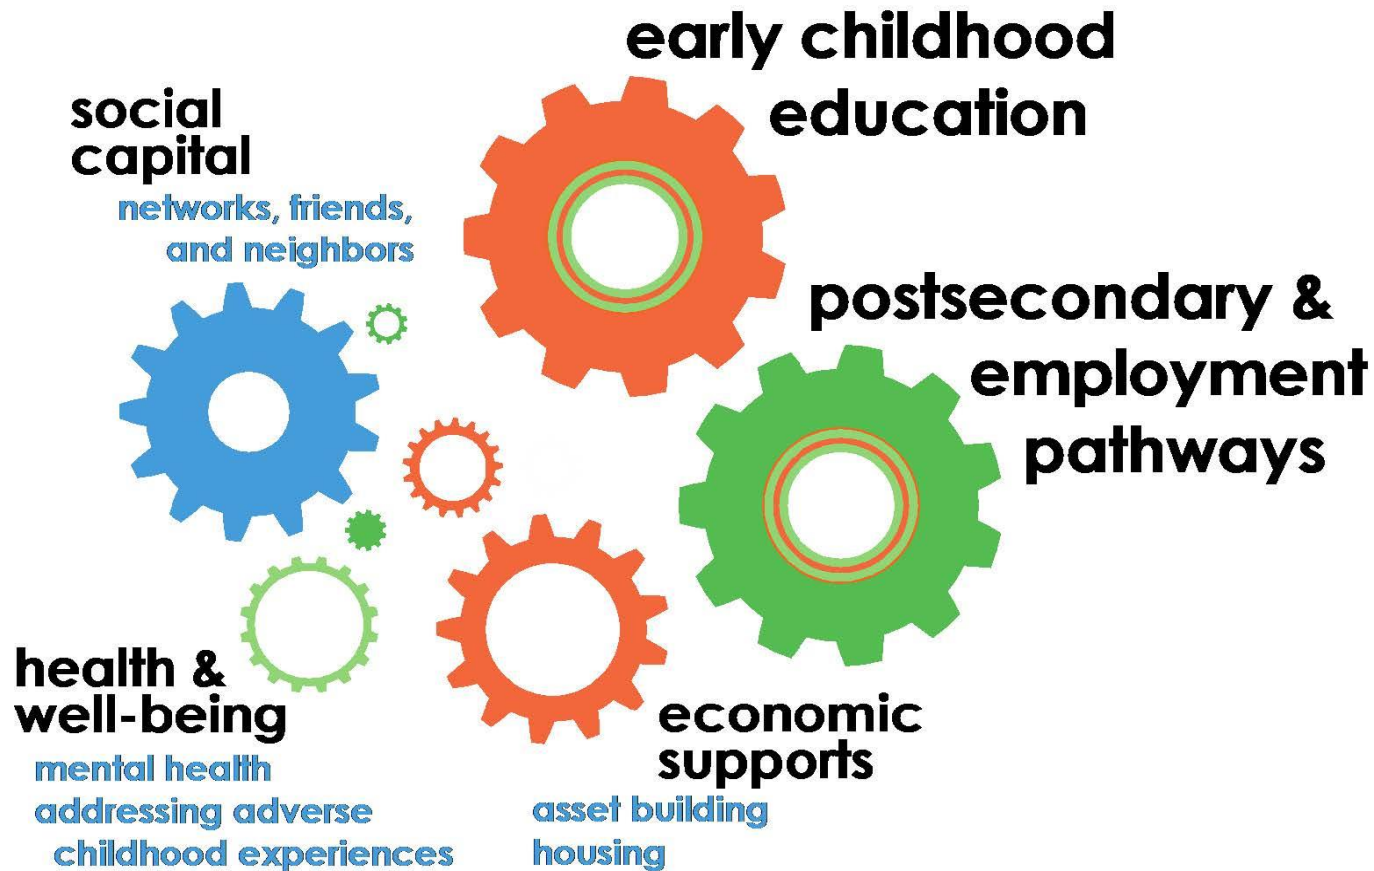 early childhood
education
social
capital
networks, friends,
and neighbors
postsecondary &
employment
pathways
health &
well-being
mental health
addressing adverse
childhood experiences
economic
supports
asset building
housing